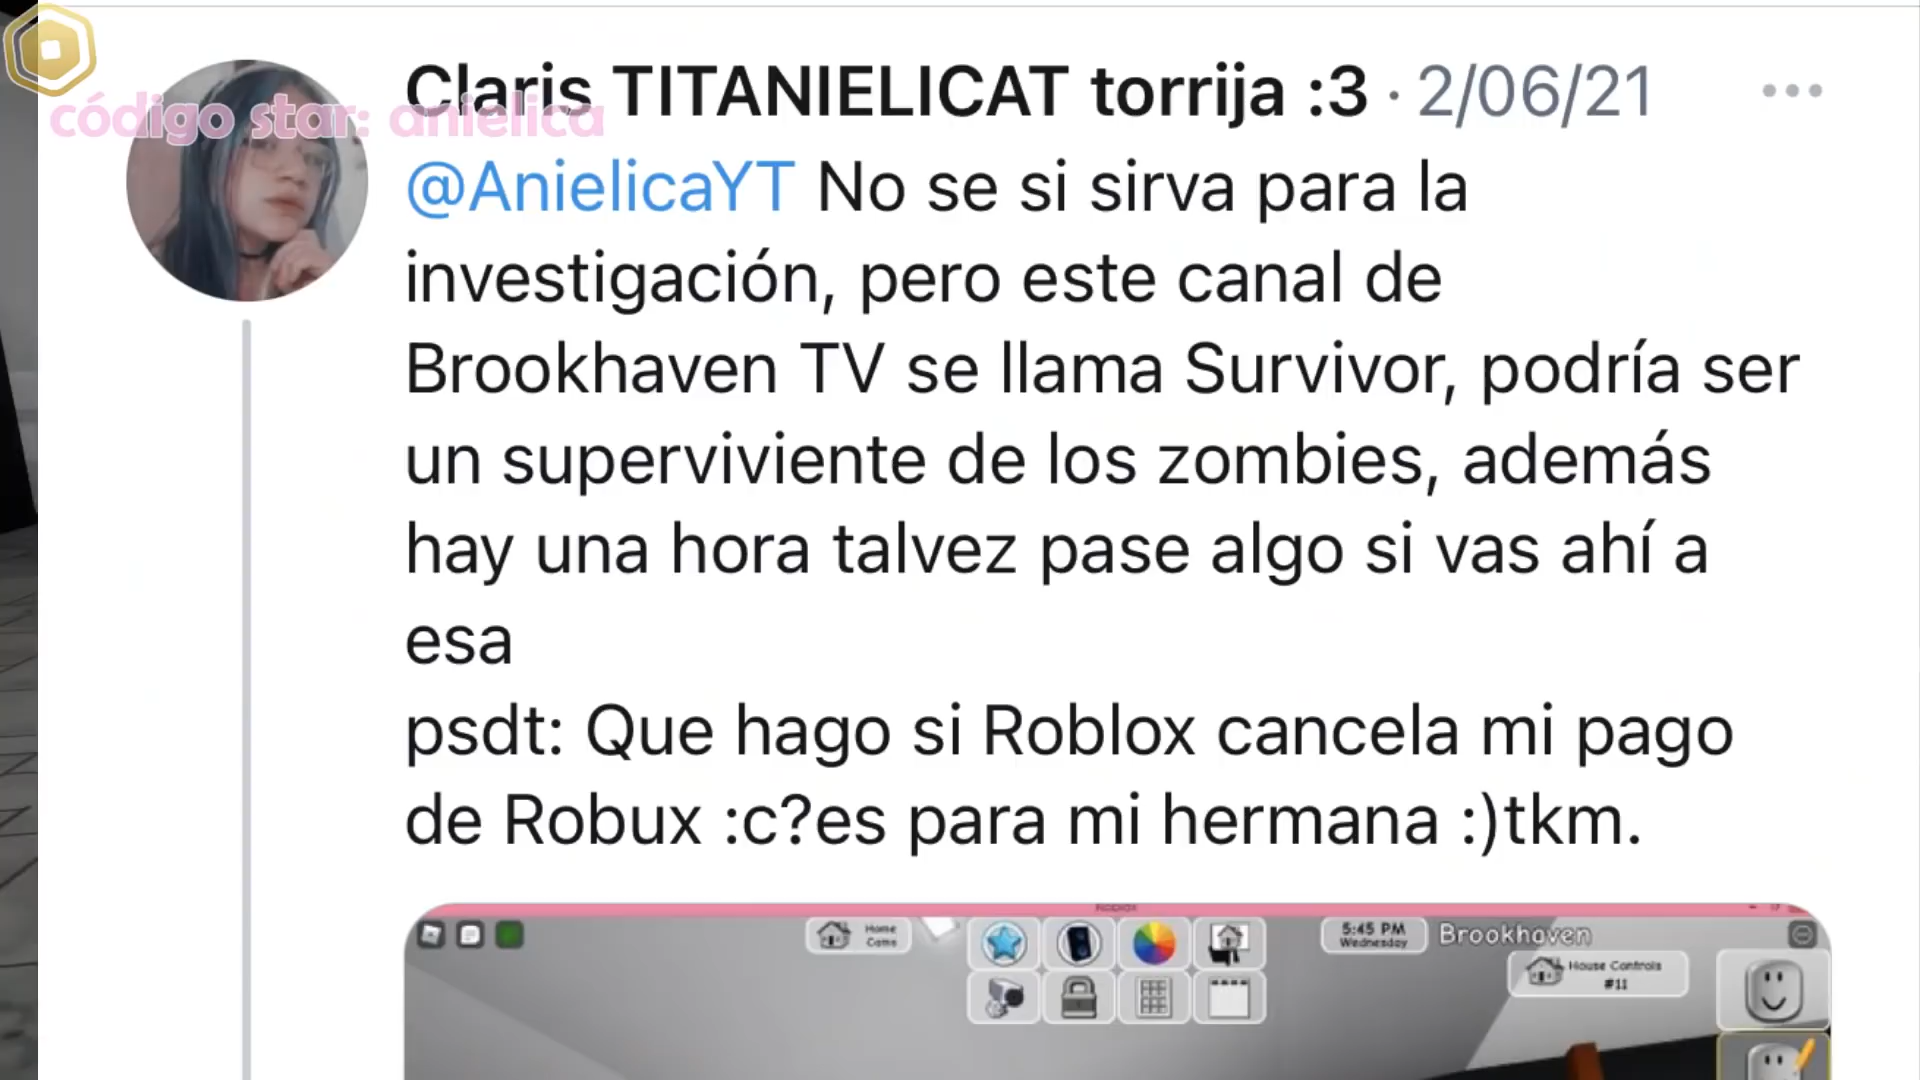 Claris TITANIELICAT torrija :3 · 2/06/21
código star: anielica
@AnielicaYT No se si sirva para la
investigación, pero este canal de
Brookhaven TV se llama Survivor, podría ser
un superviviente de los zombies, además
hay una hora talvez pase algo si vas ahí a
esa
psdt: Que hago si Roblox cancela mi pago
de Robux :c?es para mi hermana :)tkm.
Roblox
Home
Cams
5:45 PM
Wednesday
Brookhaven
House Controls
#11